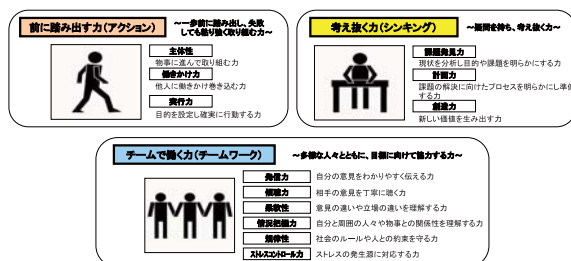 前に踏み出す力(アクション)
~一歩前に踏み出し、失敗
しても粘り強く取り組む力~
主体性
物事に進んで取り組む力
働きかけ力
他人に働きかけ巻き込む力
実行力
目的を設定し確実に行動する力
考え抜く力(シンキング)
~疑問を持ち、考え抜く力~
課題発見力
現状を分析し目的や課題を明らかにする力
計画力
課題の解決に向けたプロセスを明らかにし準備
する力
創造力
新しい価値を生み出す力
チームで働く力(チームワーク)
~多様な人々とともに、目標に向けて協力する力~
発信力
自分の意見をわかりやすく伝える力
傾聴力
相手の意見を丁寧に聴く力
柔軟性
意見の違いや立場の違いを理解する力
情況把握力
自分と周囲の人々や物事との関係性を理解する力
規律性
社会のルールや人との約束を守る力
ストレスコントロール力
ストレスの発生源に対応する力